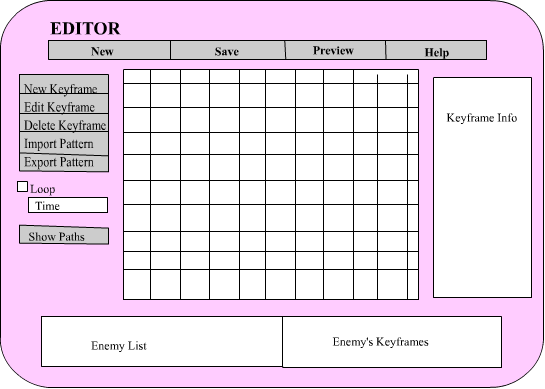 EDITOR
New Save Preview Help
New Keyframe
Edit Keyframe
Delete Keyframe
Import Pattern
Export Pattern
Loop
Time
Show Paths
Keyframe Info
Enemy List
Enemy's Keyframes